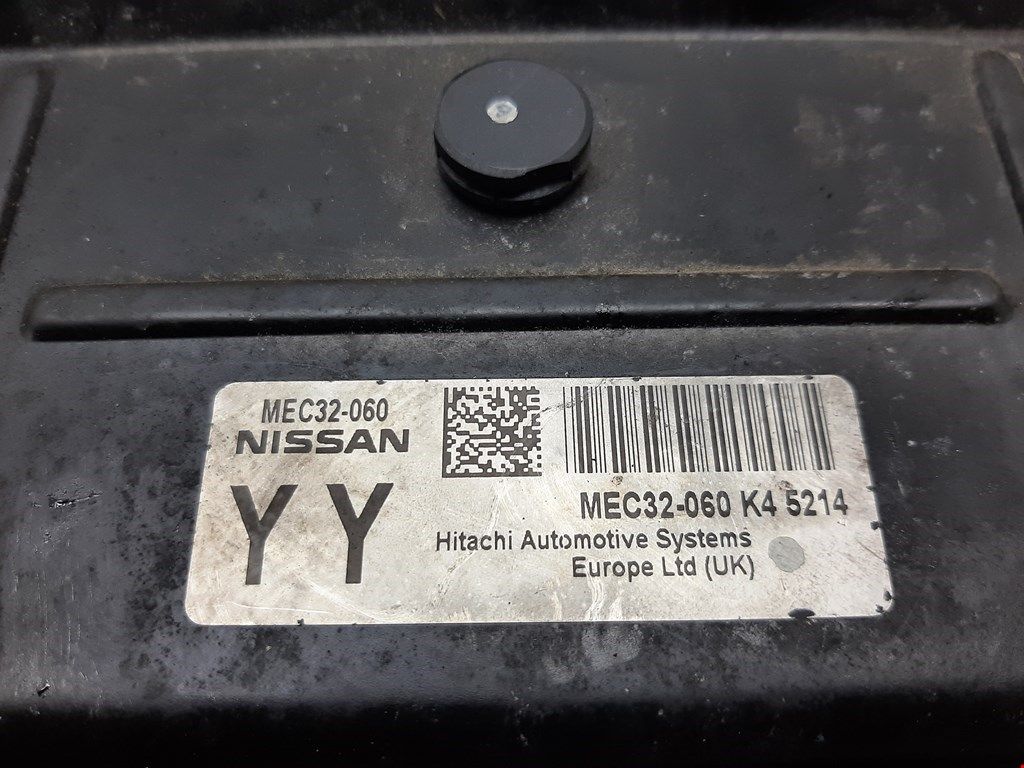 MEC32-060
NISSAN
YY
MEC32-060 K4 5214
Hitachi Automotive Systems
Europe Ltd (UK)